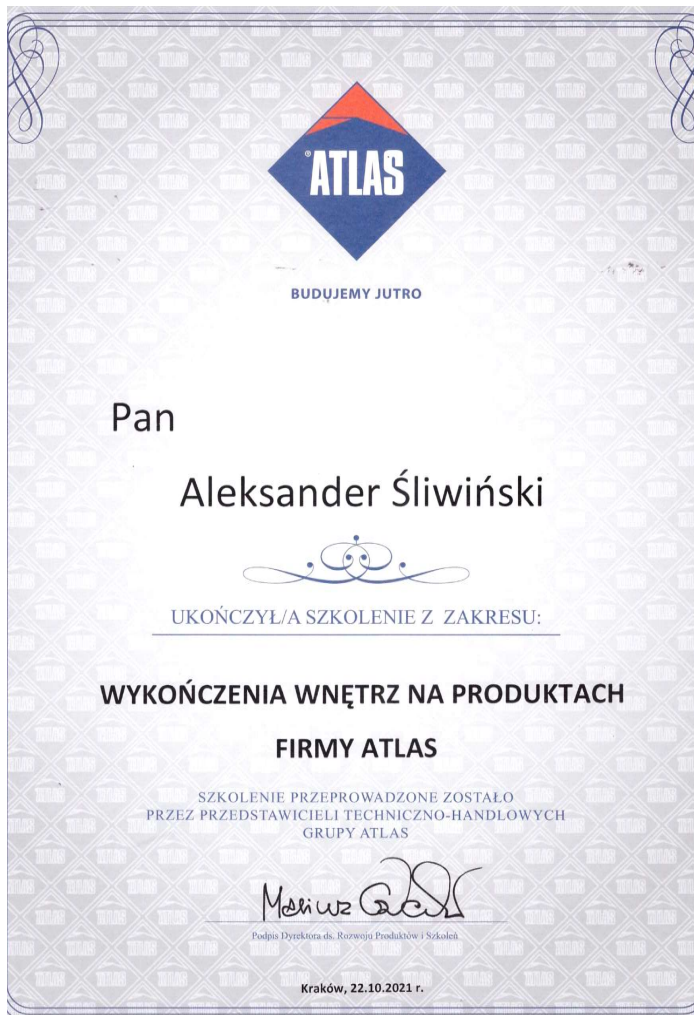 ®ATLAS
BUDUJEMY JUTRO
Pan
Aleksander Śliwiński
UKOŃCZYŁ/A SZKOLENIE Z ZAKRESU:
WYKOŃCZENIA WNĘTRZ NA PRODUKTACH
FIRMY ATLAS
SZKOLENIE PRZEPROWADZONE ZOSTAŁO
PRZEZ PRZEDSTAWICIELI TECHNICZNO-HANDLOWYCH
GRUPY ATLAS
Mariusz
Podpis Dyrektora ds. Rozwoju Produktów i Szkoleń
Kraków, 22.10.2021 r.